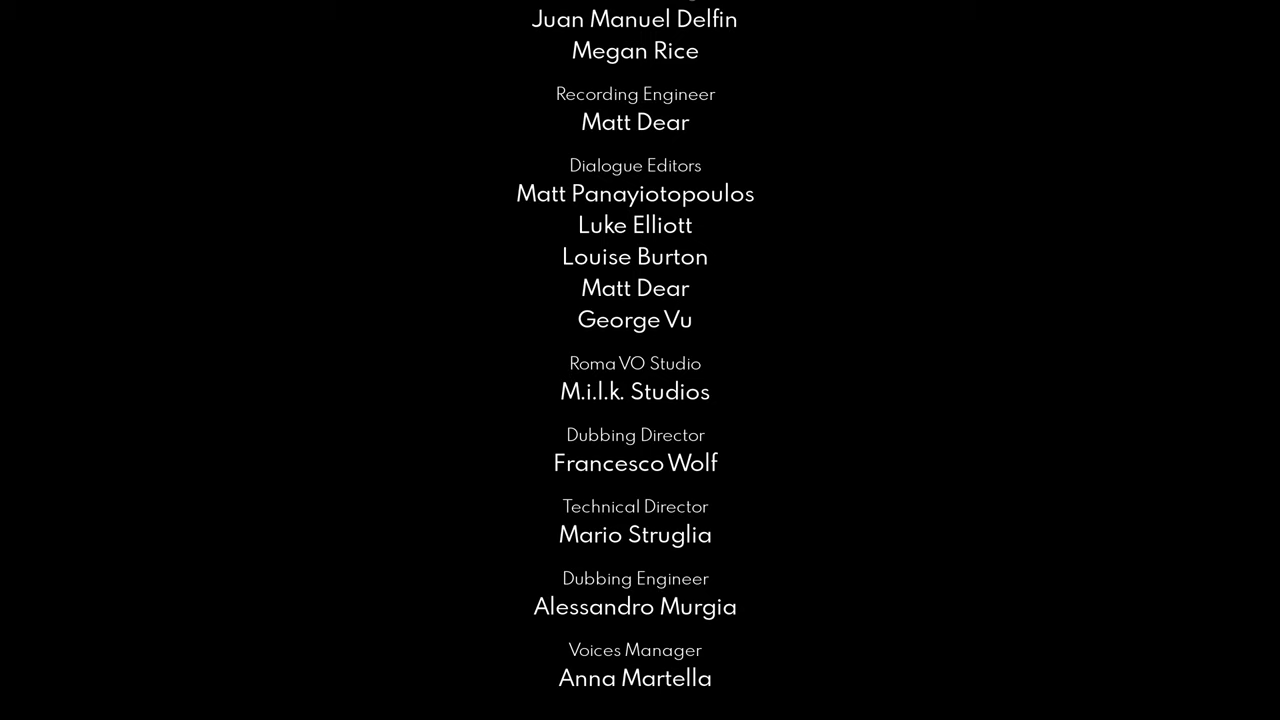 Juan Manuel Delfin
Megan Rice
Recording Engineer
Matt Dear
Dialogue Editors
Matt Panayiotopoulos
Luke Elliott
Louise Burton
Matt Dear
George Vu
Roma VO Studio
M.i.l.k. Studios
Dubbing Director
Francesco Wolf
Technical Director
Mario Struglia
Dubbing Engineer
Alessandro Murgia
Voices Manager
Anna Martella